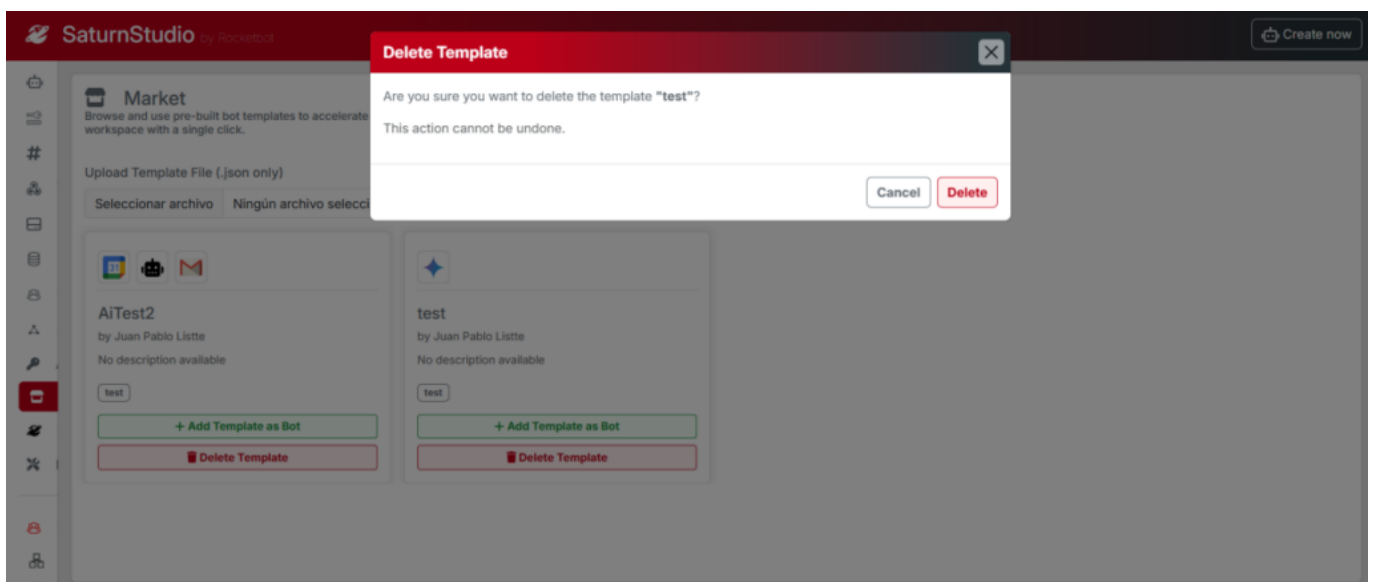 SaturnStudio by Rocketbot
Create now
Delete Template
Are you sure you want to delete the template "test"?
This action cannot be undone.
Cancel
Delete
Market
Browse and use pre-built bot templates to accelerate
workspace with a single click.
Upload Template File (.json only)
Seleccionar archivo
Ningún archivo selecci
31
AiTest2
by Juan Pablo Listte
No description available
test
+ Add Template as Bot
Delete Template
test
by Juan Pablo Listte
No description available
test
+ Add Template as Bot
Delete Template